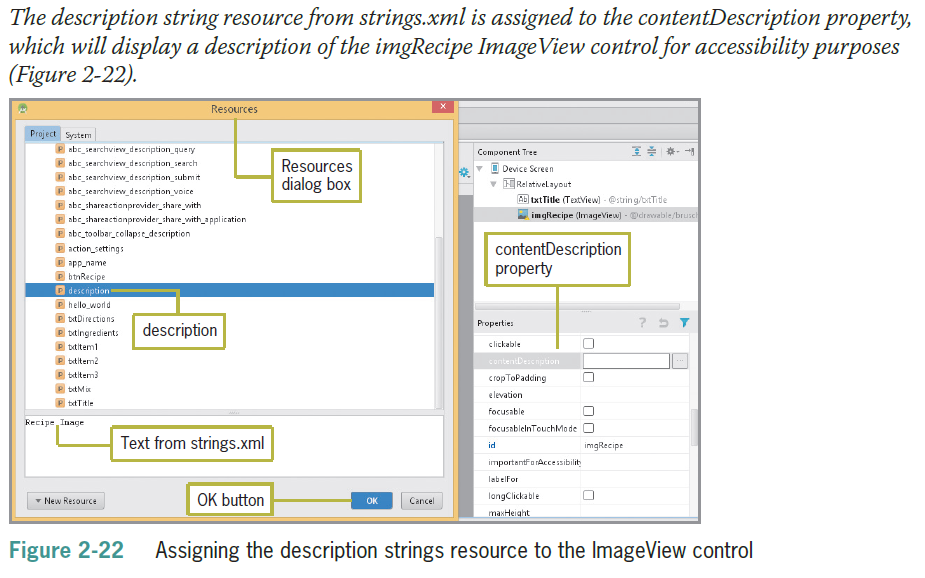 The description string resource from strings.xml is assigned to the contentDescription property,
which will display a description of the imgRecipe ImageView control for accessibility purposes
(Figure 2-22).
Resources
Project System
abc_searchview_description_query
abc_searchview_description_search
abc_searchview_description_submit
abc_searchview_description_voice
abc_shareactionprovider_share_with
abc_shareactionprovider_share_with_application
abc_toolbar_collapse_description
action_settings
app_name
btnRecipe
description
hello_world
txtDirections
txtIngredients
txtItem1
txtItem2
txtItem3
txtMix
txtTitle
Resources
dialog box
description
Recipe Image
Text from strings.xml
New Resource
OK button
OK
Cancel
Component Tree
Device Screen
RelativeLayout
Ab txtTitle (TextView) - @string/txtTitle
imgRecipe (ImageView) - @drawable/brusch
contentDescription
property
Properties
?
clickable
contentDescription
...
cropToPadding
elevation
focusable
focusableInTouchMode
id imgRecipe
importantForAccessibility
labelFor
longClickable
maxHeight
Figure 2-22 Assigning the description strings resource to the ImageView control